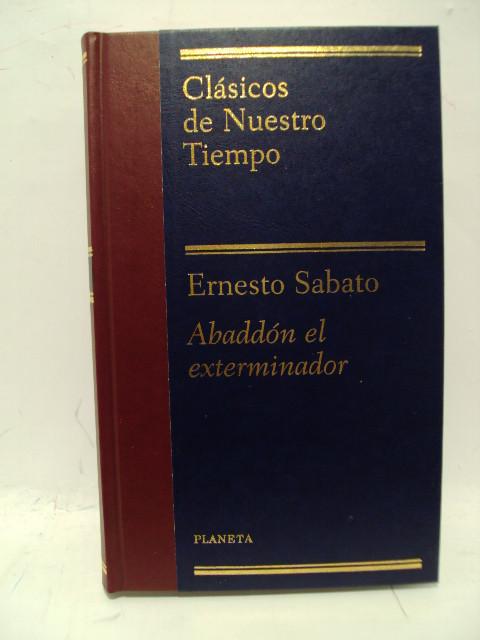 Clásicos
de Nuestro
Tiempo
Ernesto Sabato
Abaddón el
exterminador
PLANETA